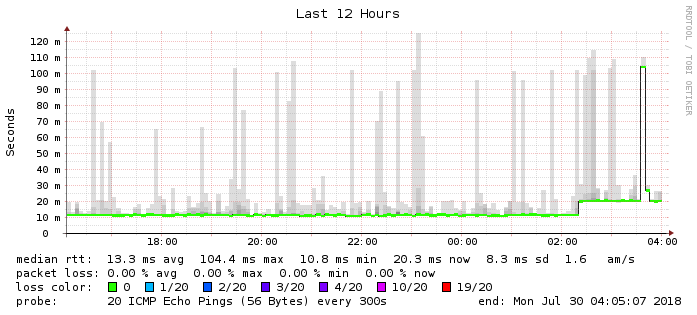 Last 12 Hours
RRDTOOL / TOBI OETIKER
Seconds
120 m
110 m
100 m
90 m
80 m
70 m
60 m
50 m
40 m
30 m
20 m
10 m
0
18:00 20:00 22:00 00:00 02:00 04:00
median rtt: 13.3 ms avg 104.4 ms max 10.8 ms min 20.3 ms now 8.3 ms sd 1.6 am/s
packet loss: 0.00 % avg 0.00 % max 0.00 % min 0.00 % now
loss color: 0 1/20 2/20 3/20 4/20 10/20 19/20
probe: 20 ICMP Echo Pings (56 Bytes) every 300s end: Mon Jul 30 04:05:07 2018